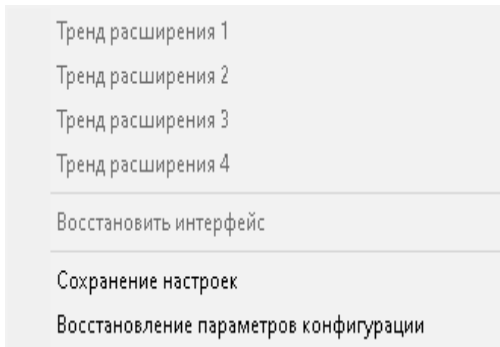 Тренд расширения 1
Тренд расширения 2
Тренд расширения 3
Тренд расширения 4
Восстановить интерфейс
Сохранение настроек
Восстановление параметров конфигурации